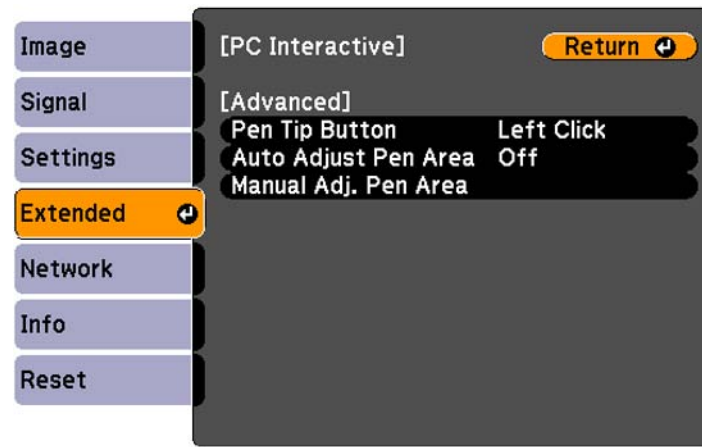 Image
Signal
Settings
Extended
Network
Info
Reset
[PC Interactive]
Return
[Advanced]
Pen Tip Button Left Click
Auto Adjust Pen Area Off
Manual Adj. Pen Area